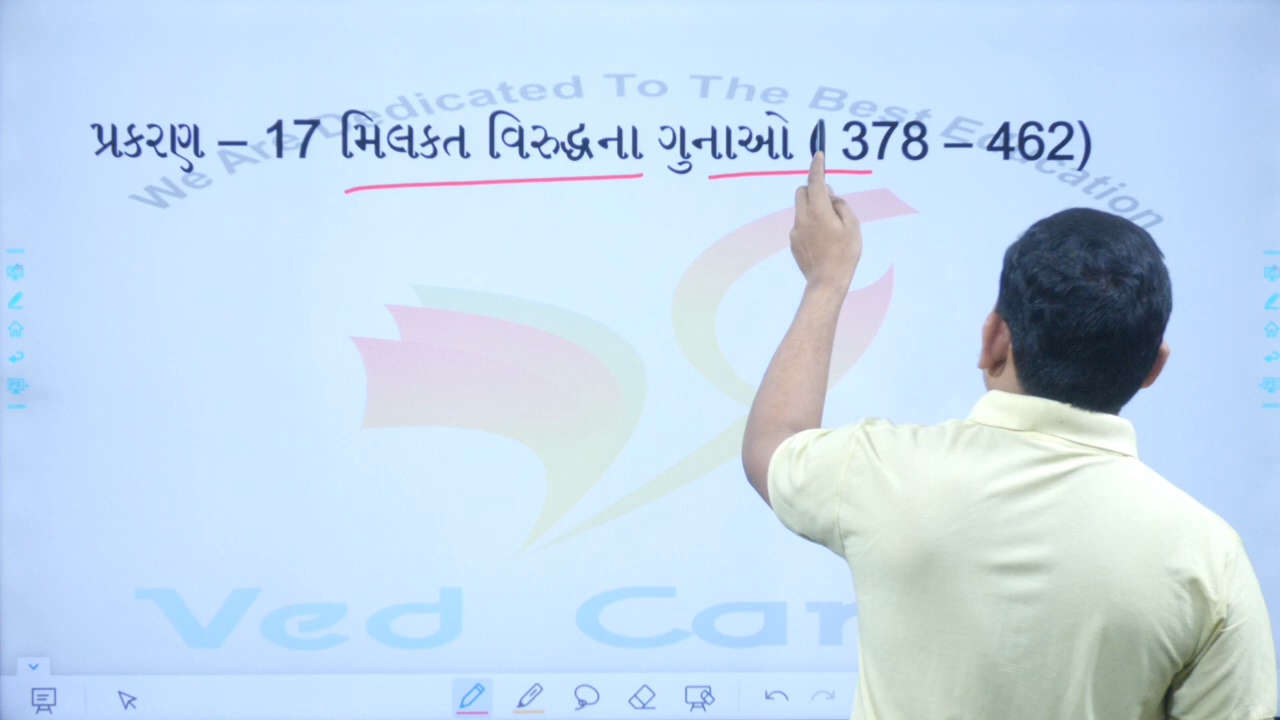 We Are Dedicated To The Best Education
પ્રકરણ – 17 મિલકત વિરુદ્ધના ગુનાઓ ( 378 – 462)
Ved